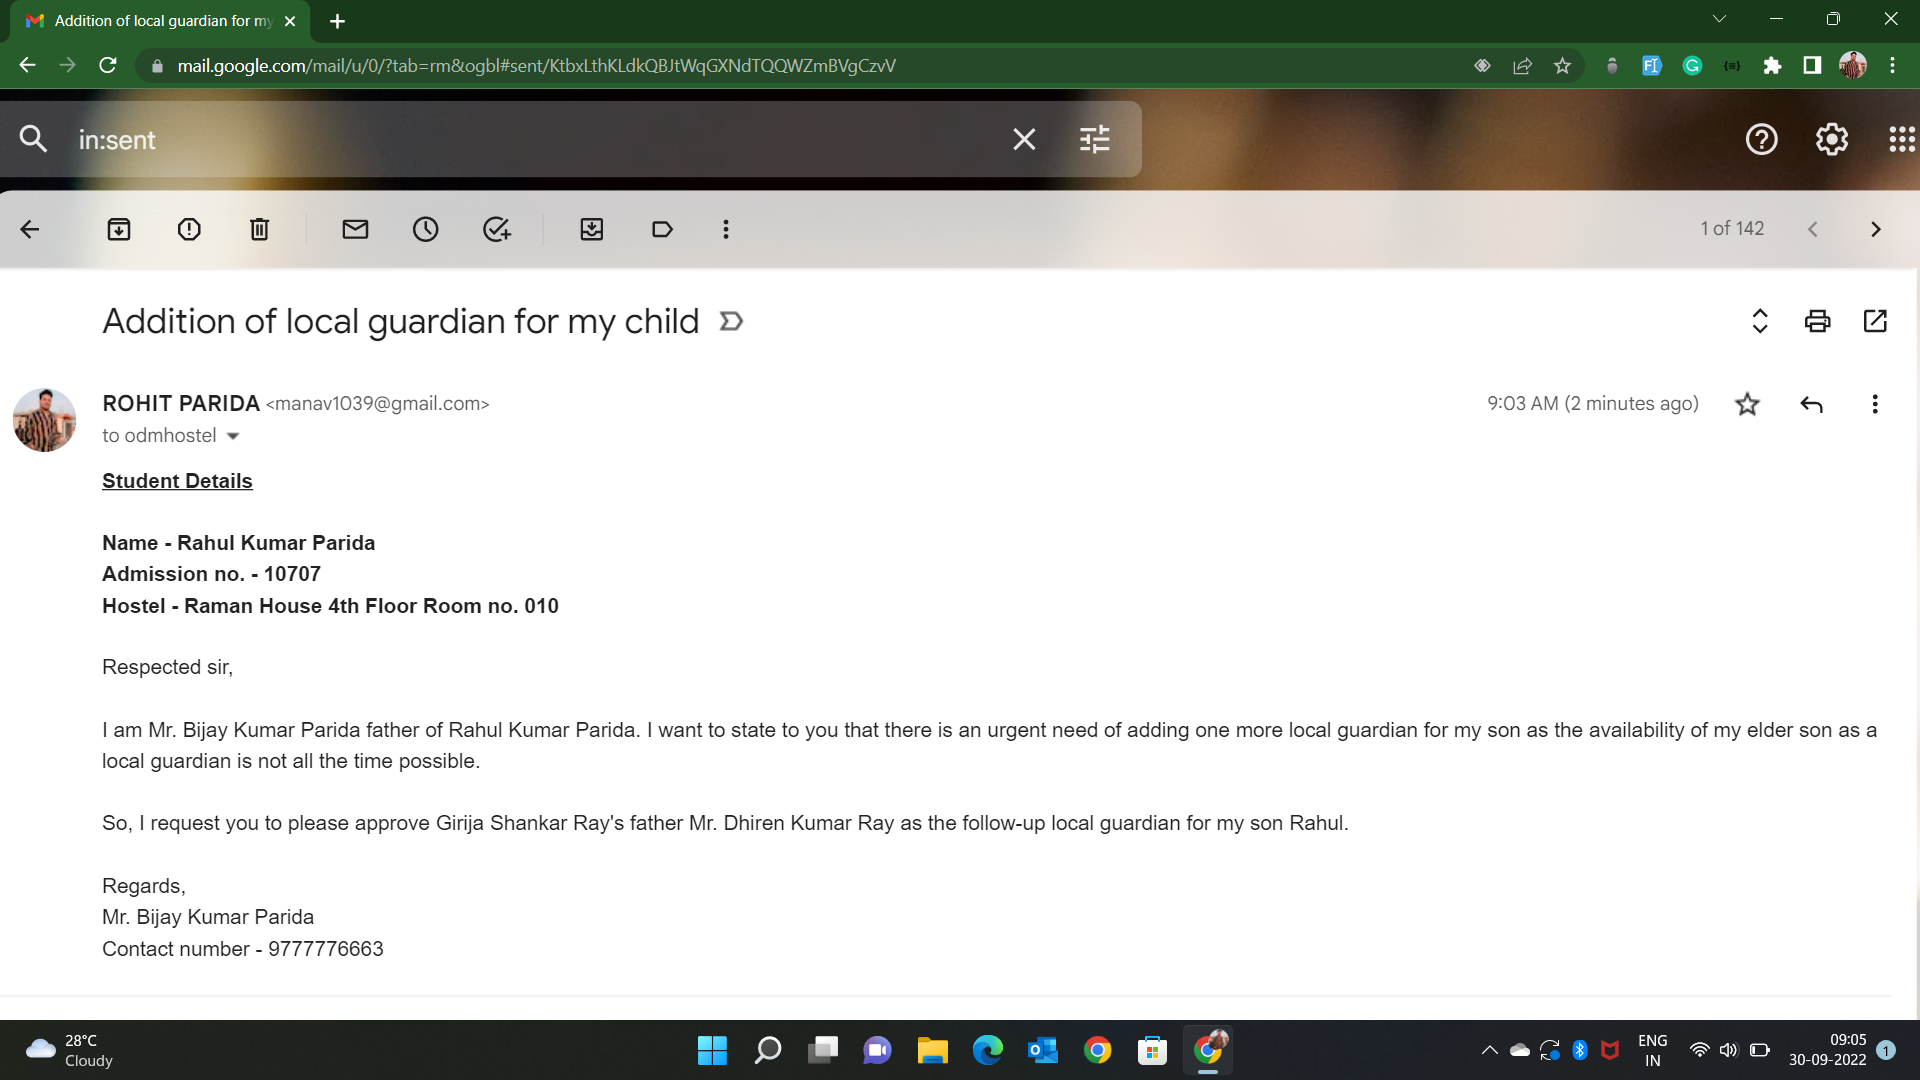 Addition of local guardian for my
mail.google.com/mail/u/0/?tab=rm&ogbl#sent/KtbxLthKLdkQBJtWqGXNdTQQWZmBVgCzvV
in:sent
1 of 142
Addition of local guardian for my child
ROHIT PARIDA <manav1039@gmail.com>
9:03 AM (2 minutes ago)
to odmhostel
Student Details
Name - Rahul Kumar Parida
Admission no. - 10707
Hostel - Raman House 4th Floor Room no. 010
Respected sir,
I am Mr. Bijay Kumar Parida father of Rahul Kumar Parida. I want to state to you that there is an urgent need of adding one more local guardian for my son as the availability of my elder son as a
local guardian is not all the time possible.
So, I request you to please approve Girija Shankar Ray's father Mr. Dhiren Kumar Ray as the follow-up local guardian for my son Rahul.
Regards,
Mr. Bijay Kumar Parida
Contact number - 9777776663
28°C
Cloudy
ENG
IN
09:05
30-09-2022
1